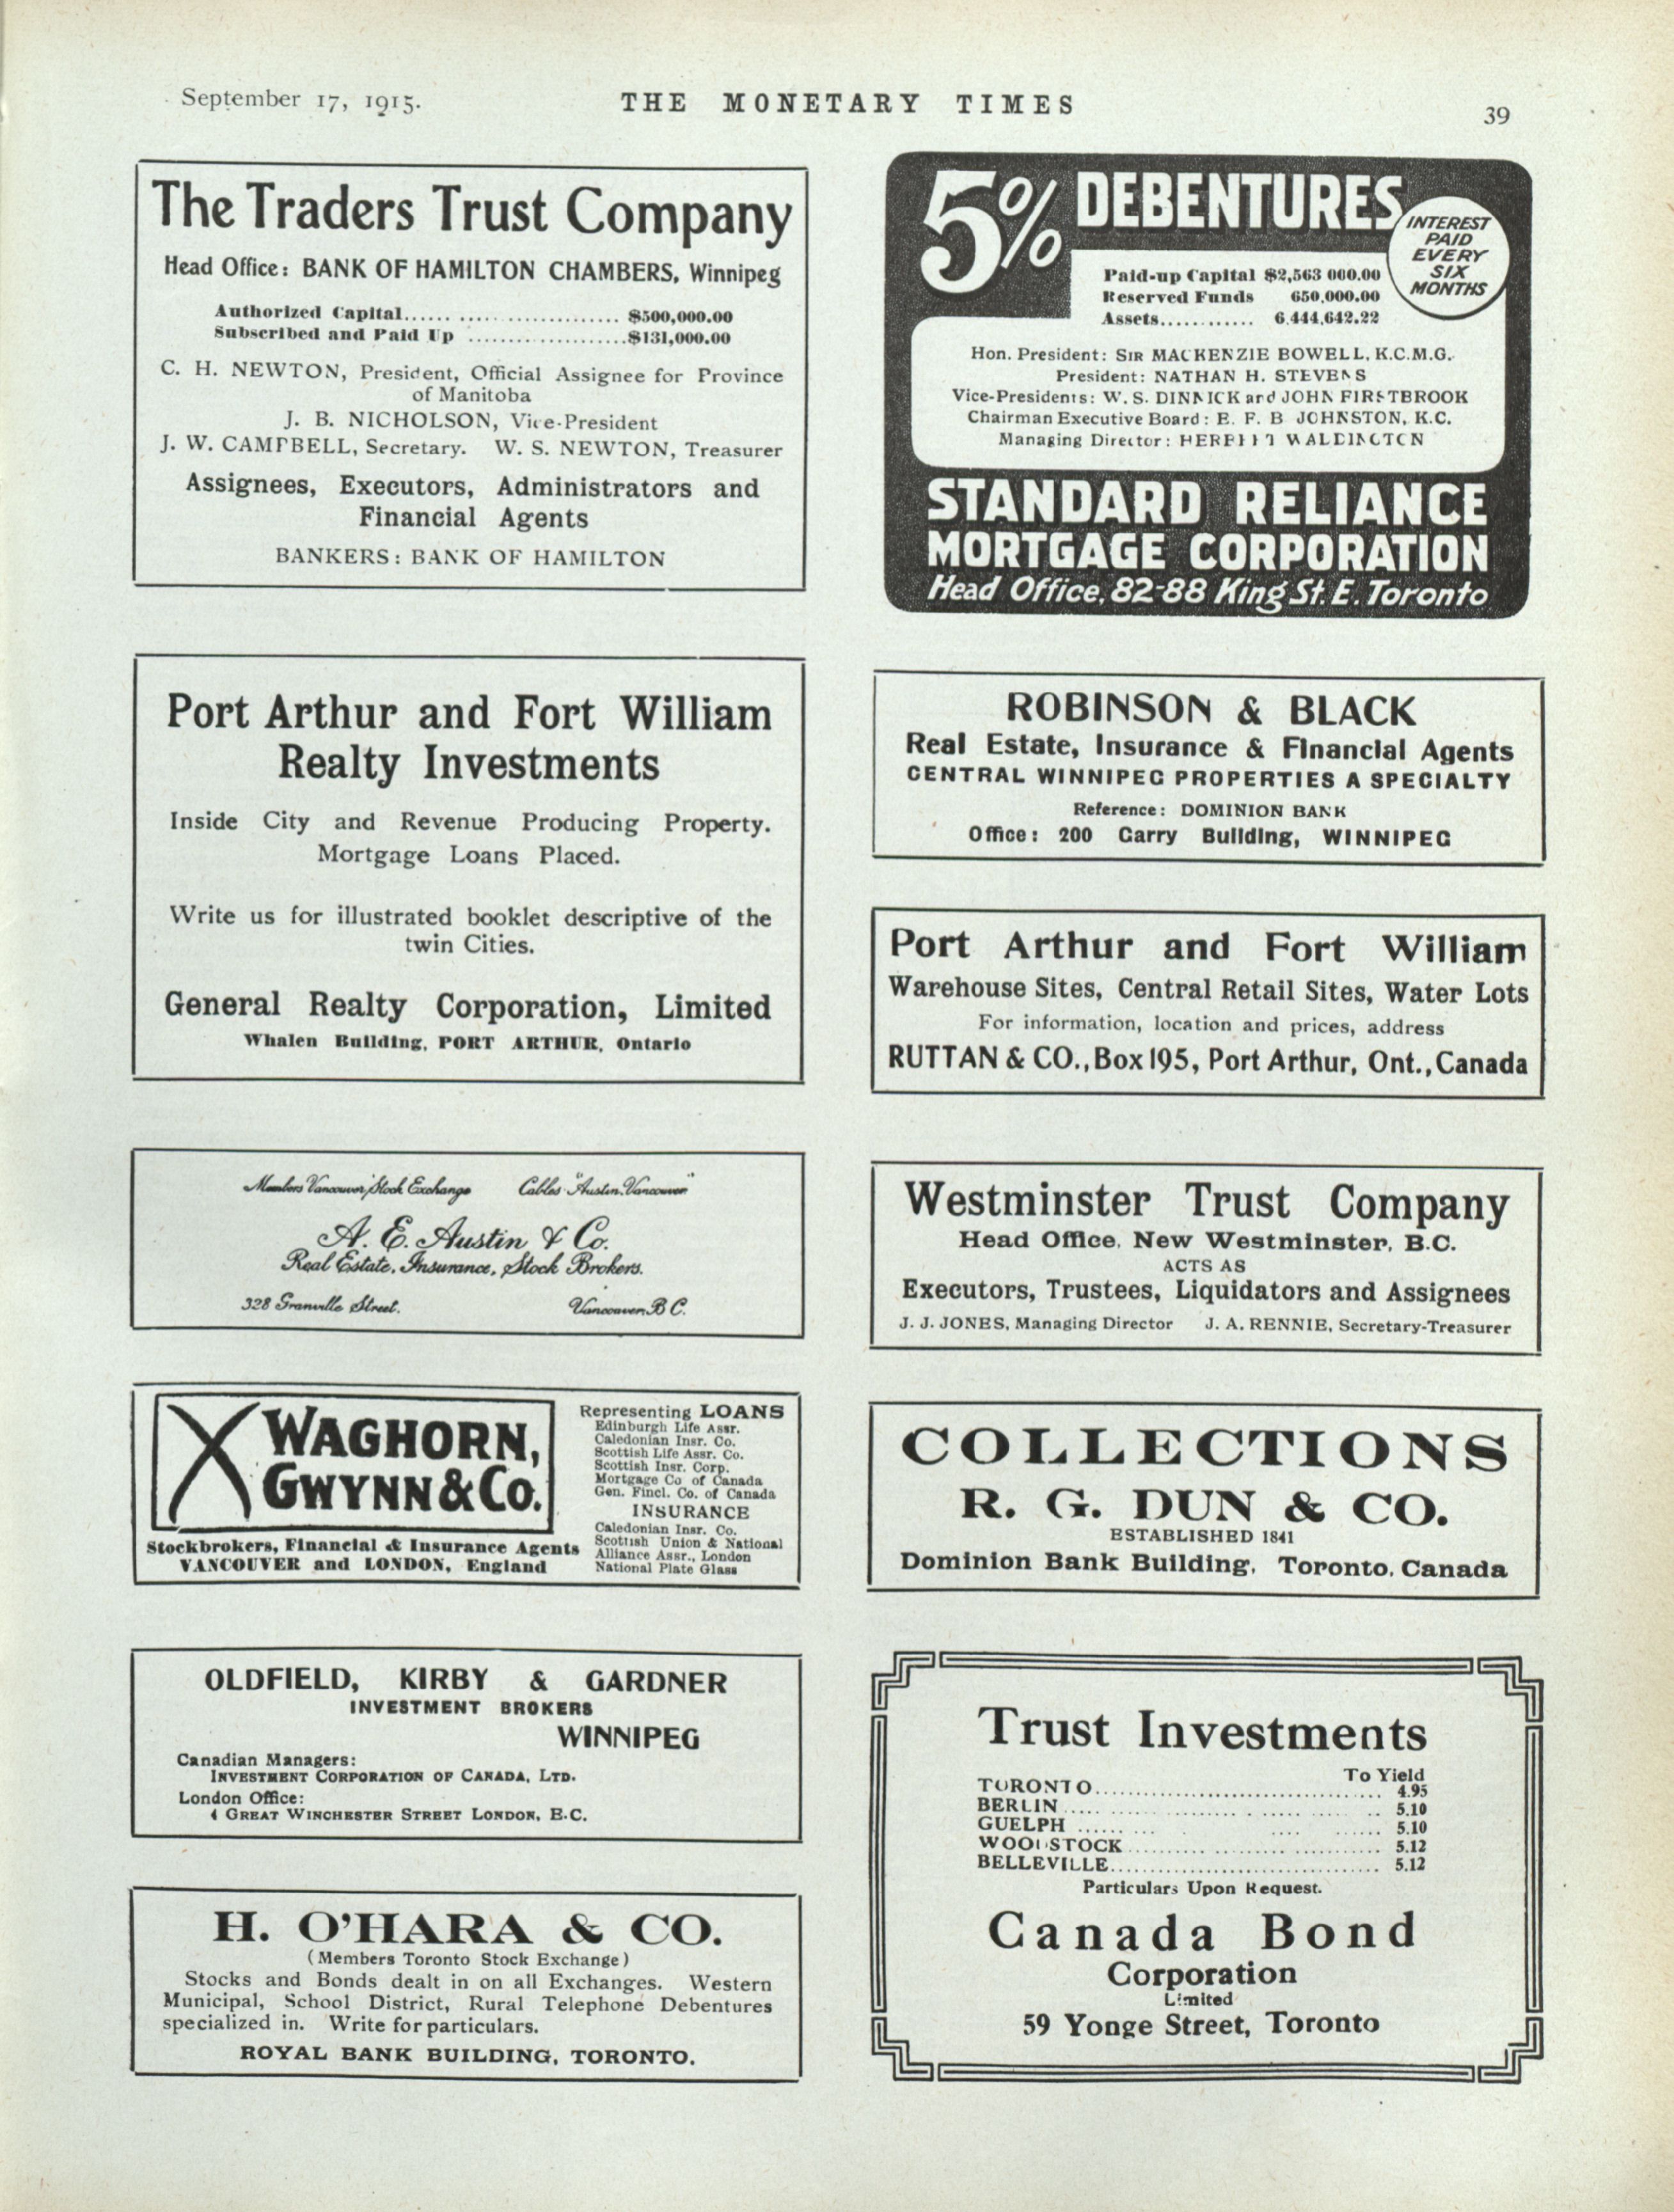 September 17, 1915.
THE MONETARY TIMES
39
The Traders Trust Company
Head Office: BANK OF HAMILTON CHAMBERS, Winnipeg
Authorized Capital...... ............................ $500,000.00
Subscribed and Paid Up ......................$131,000.00
C. H. NEWTON, President, Official Assignee for Province
of Manitoba
J. B. NICHOLSON, Vice-President
J. W. CAMPBELL, Secretary. W. S. NEWTON, Treasurer
Assignees, Executors, Administrators and
Financial Agents
BANKERS: BANK OF HAMILTON
Port Arthur and Fort William
Realty Investments
Inside City and Revenue Producing Property.
Mortgage Loans Placed.
Write us for illustrated booklet descriptive of the
twin Cities.
General Realty Corporation, Limited
Whalen Building, PORT ARTHUR, Ontario
Members Vancouver Stock Exchange Cables "Austin, Vancouver"
A. E. Austin & Co.
Real Estate, Insurance, Stock Brokers.
328 Granville Street. Vancouver, B C.
WAGHORN,
GWYNN & CO.
Stockbrokers, Financial & Insurance Agents
VANCOUVER and LONDON, England
Representing LOANS
Edinburgh Life Assr.
Caledonian Insr. Co.
Scottish Life Assr. Co.
Scottish Insr. Corp.
Mortgage Co of Canada
Gen. Fincl. Co. of Canada
INSURANCE
Caledonian Insr. Co.
Scottish Union & National
Alliance Assr., London
National Plate Glass
OLDFIELD, KIRBY & GARDNER
INVESTMENT BROKERS
WINNIPEG
Canadian Managers:
INVESTMENT CORPORATION OF CANADA, LTD.
London Office:
4 GREAT WINCHESTER STREET LONDON, E.C.
H. O'HARA & CO.
(Members Toronto Stock Exchange)
Stocks and Bonds dealt in on all Exchanges. Western
Municipal, School District, Rural Telephone Debentures
specialized in. Write for particulars.
ROYAL BANK BUILDING, TORONTO.
5% DEBENTURES
INTEREST
PAID
EVERY
SIX
MONTHS
Paid-up Capital $2,563 000.00
Reserved Funds 650,000.00
Assets............ 6,444,642.22
Hon. President: SIR MACKENZIE BOWELL, K.C.M.G.
President: NATHAN H. STEVENS
Vice-Presidents: W. S. DINNICK and JOHN FIRSTBROOK
Chairman Executive Board: E. F. B JOHNSTON, K.C.
Managing Director: HERBERT WADDINGTON
STANDARD RELIANCE
MORTGAGE CORPORATION
Head Office, 82-88 King St. E. Toronto
ROBINSON & BLACK
Real Estate, Insurance & Financial Agents
CENTRAL WINNIPEG PROPERTIES A SPECIALTY
Reference: DOMINION BANK
Office: 200 Garry Building, WINNIPEG
Port Arthur and Fort William
Warehouse Sites, Central Retail Sites, Water Lots
For information, location and prices, address
RUTTAN & CO., Box 195, Port Arthur, Ont., Canada
Westminster Trust Company
Head Office, New Westminster, B.C.
ACTS AS
Executors, Trustees, Liquidators and Assignees
J. J. JONES, Managing Director J. A. RENNIE, Secretary-Treasurer
COLLECTIONS
R. G. DUN & CO.
ESTABLISHED 1841
Dominion Bank Building, Toronto, Canada
Trust Investments
To Yield
TORONTO.................................... 4.95
BERLIN ..... .................. ...... ...... .. 5.10
GUELPH ...... ... .... ...... 5.10
WOODSTOCK.......... ......... ............ 5.12
BELLEVILLE.................................. 5.12
Particulars Upon Request.
Canada Bond
Corporation
Limited
59 Yonge Street, Toronto